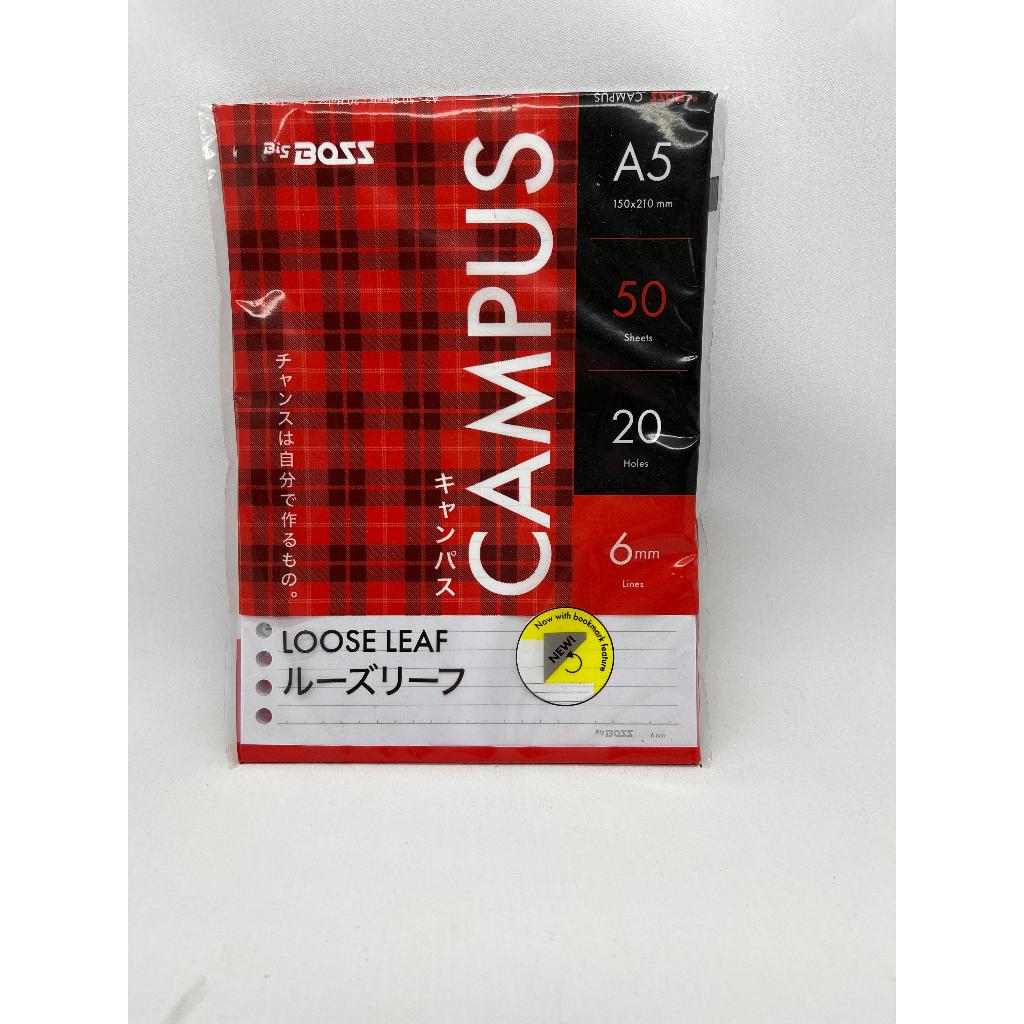 Big BOSS
CAMPUS
キャンパス
チャンスは自分で作るもの。
A5
150x210 mm
50
Sheets
20
Holes
6mm
Lines
LOOSE LEAF
ルーズリーフ
Now with bookmark feature
NEW!
Big BOSS
6 mm
CAMPUS